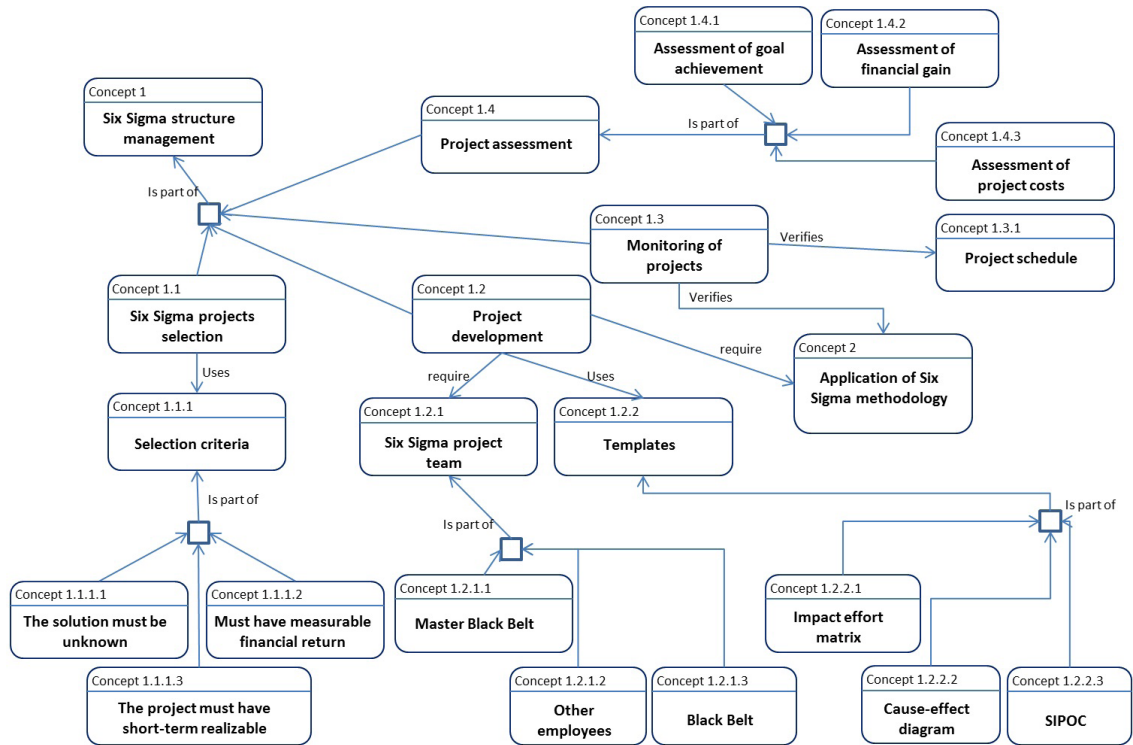 Concept 1.4.1
Assessment of goal
achievement
Concept 1.4.2
Assessment of
financial gain
Concept 1
Six Sigma structure
management
Concept 1.4
Project assessment
Is part of
Concept 1.4.3
Assessment of
project costs
Is part of
Concept 1.3
Monitoring of
projects
Verifies
Concept 1.3.1
Project schedule
Verifies
Concept 1.1
Six Sigma projects
selection
Concept 1.2
Project
development
require
Concept 2
Application of Six
Sigma methodology
Uses
require
Uses
Concept 1.1.1
Selection criteria
Concept 1.2.1
Six Sigma project
team
Concept 1.2.2
Templates
Is part of
Is part of
Is part of
Concept 1.1.1.1
The solution must be
unknown
Concept 1.1.1.2
Must have measurable
financial return
Concept 1.2.1.1
Master Black Belt
Concept 1.2.2.1
Impact effort
matrix
Concept 1.1.1.3
The project must have
short-term realizable
Concept 1.2.1.2
Other
employees
Concept 1.2.1.3
Black Belt
Concept 1.2.2.2
Cause-effect
diagram
Concept 1.2.2.3
SIPOC